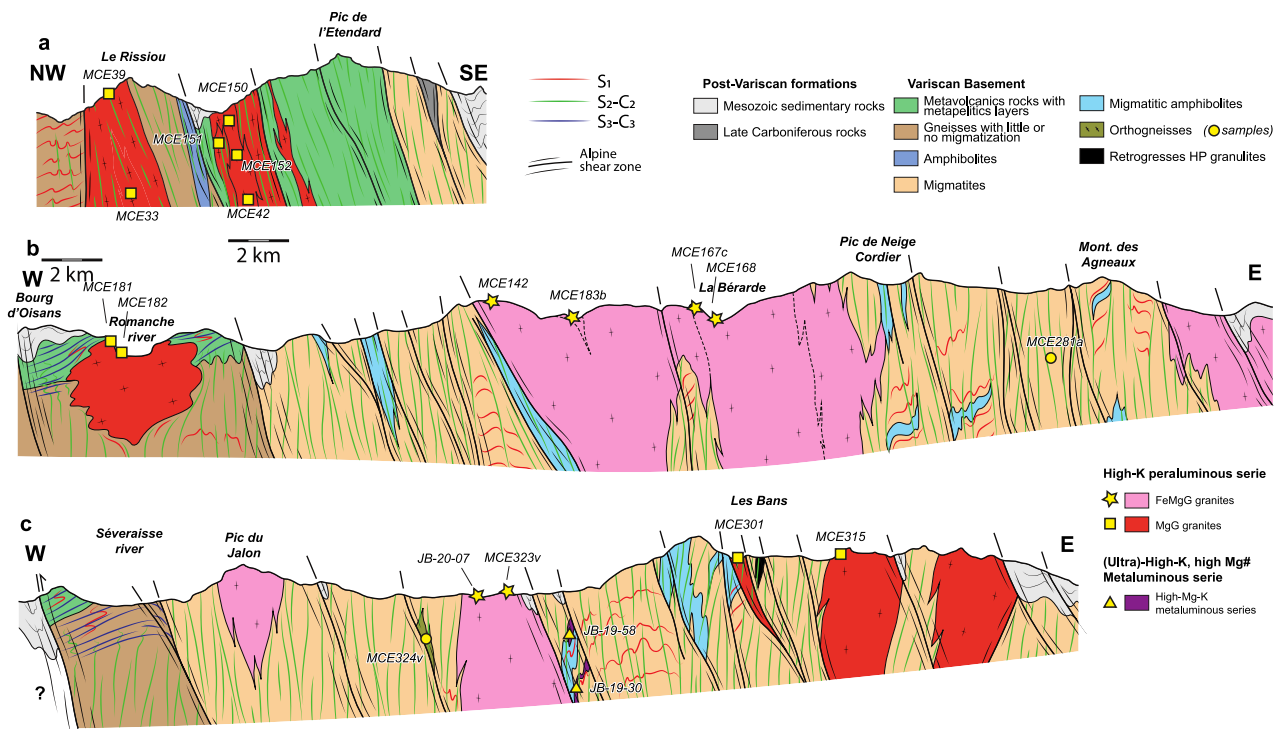 a
NW
Le Rissiou
MCE39
MCE150
Pic de
l'Etendard
SE
MCE151
MCE152
MCE33
MCE42
2 km
S1
S2-C2
S3-C3
Alpine
shear zone
Post-Variscan formations
Mesozoic sedimentary rocks
Late Carboniferous rocks
Variscan Basement
Metavolcanics rocks with
metapelitics layers
Gneisses with little or
no migmatization
Amphibolites
Migmatites
Migmatitic amphibolites
Orthogneisses
(samples)
Retrogresses HP granulites
b
W
2 km
Bourg
d'Oisans
MCE181
MCE182
Romanche
river
MCE142
MCE183b
MCE167c
MCE168
La Bérarde
Pic de Neige
Cordier
Mont. des
Agneaux
E
MCE281a
High-K peraluminous serie
FeMgG granites
MgG granites
(Ultra)-High-K, high Mg#
Metaluminous serie
High-Mg-K
metaluminous series
c
W
Séveraisse
river
Pic du
Jalon
JB-20-07
MCE323v
Les Bans
MCE301
MCE315
E
MCE324v
JB-19-58
JB-19-30
?